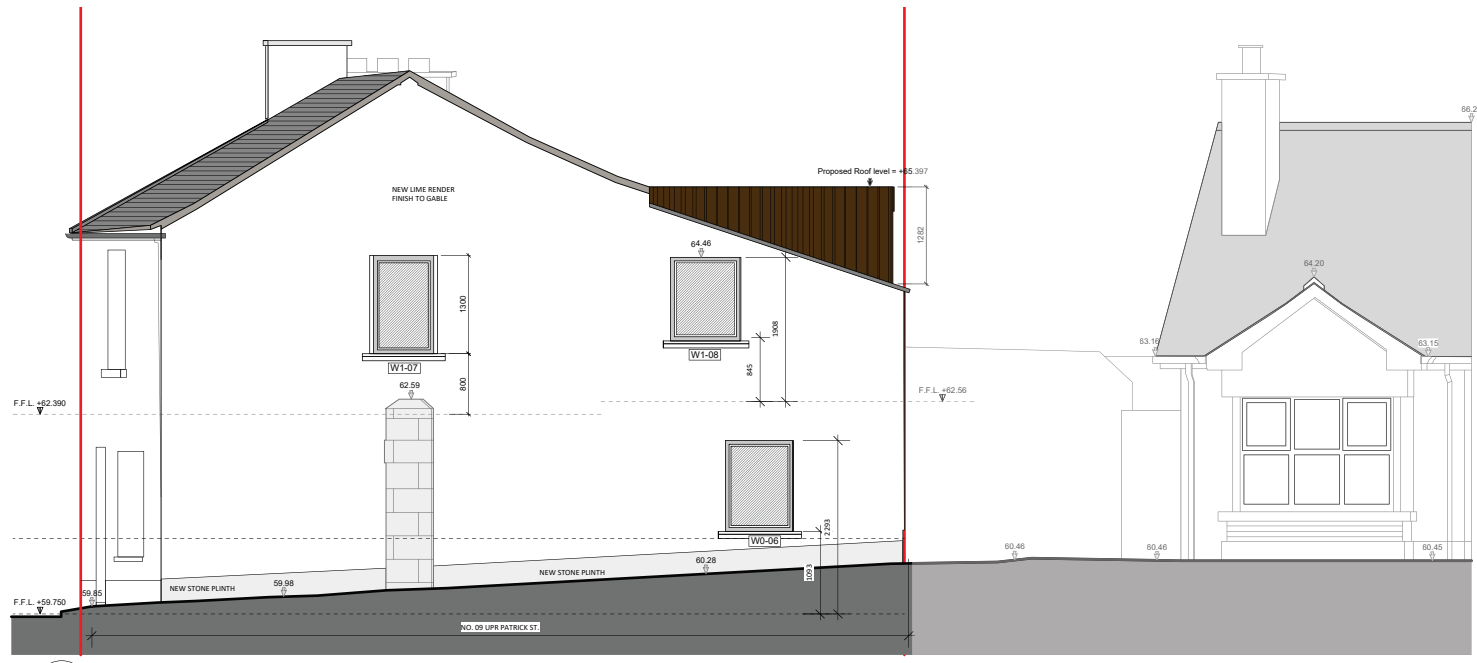 66.2
Proposed Roof level = +65.397
NEW LIME RENDER
FINISH TO GABLE
1282
64.46
64.20
1300
1908
63.16
63.15
W1-07
W1-08
845
800
62.59
F.F.L. +62.390
F.F.L. +62.56
2293
W0-06
60.46
60.46
60.45
60.28
1093
NEW STONE PLINTH
59.98
NEW STONE PLINTH
59.85
F.F.L. +59.750
NO. 09 UPR PATRICK ST.